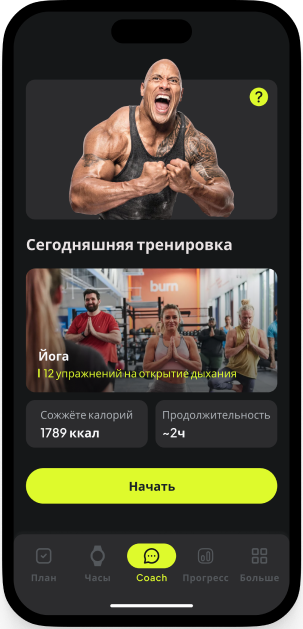 ?
Сегодняшняя тренировка
burn
Йога
12 упражнений на открытие дыхания
Сожжёте калорий
1789 ккал
Продолжительность
~2ч
Начать
План
Часы
Coach
Прогресс
Больше